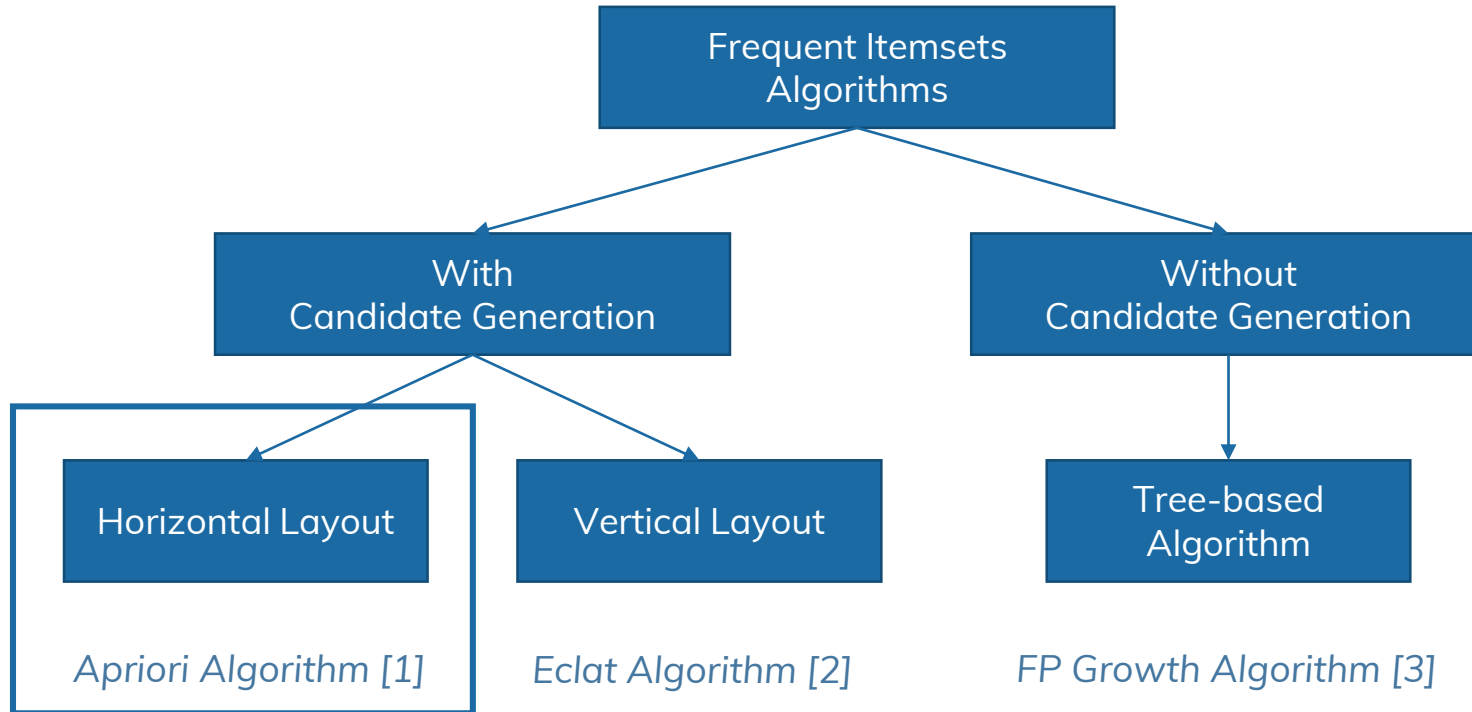 Frequent Itemsets
Algorithms
With
Candidate Generation
Without
Candidate Generation
Horizontal Layout
Vertical Layout
Tree-based
Algorithm
Apriori Algorithm [1]
Eclat Algorithm [2]
FP Growth Algorithm [3]